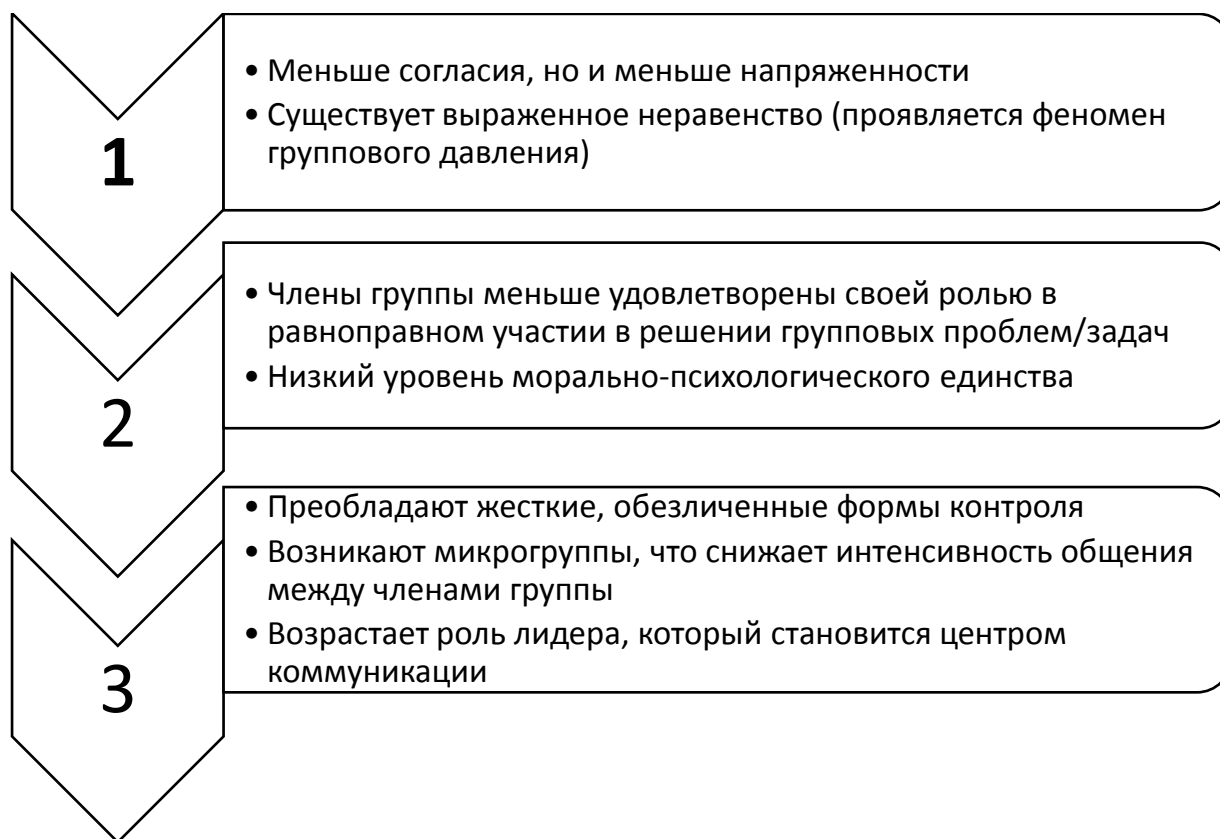 1
• Меньше согласия, но и меньше напряженности
• Существует выраженное неравенство (проявляется феномен
группового давления)
2
• Члены группы меньше удовлетворены своей ролью в
равноправном участии в решении групповых проблем/задач
• Низкий уровень морально-психологического единства
3
• Преобладают жесткие, обезличенные формы контроля
• Возникают микрогруппы, что снижает интенсивность общения
между членами группы
• Возрастает роль лидера, который становится центром
коммуникации